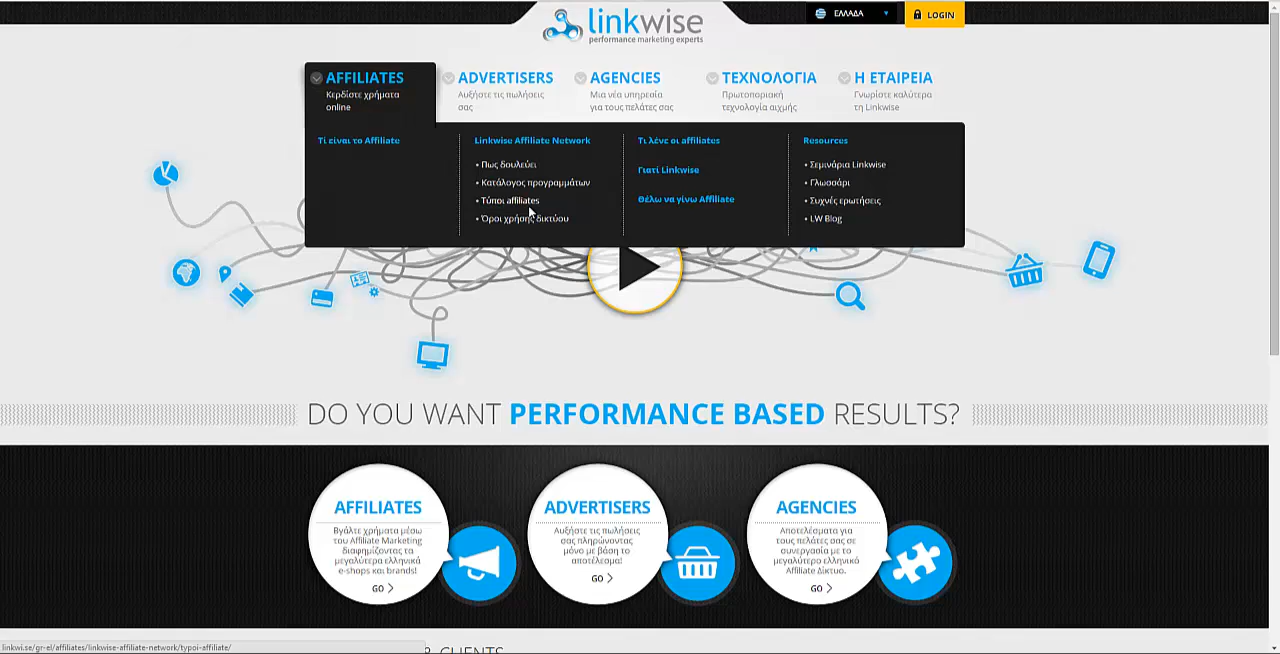 linkwise
performance marketing experts
ΕΛΛΑΔΑ
LOGIN
AFFILIATES
Κερδίστε χρήματα
online
ADVERTISERS
Αυξήστε τις πωλήσεις
σας
AGENCIES
Μια νέα υπηρεσία
για τους πελάτες σας
ΤΕΧΝΟΛΟΓΙΑ
Πρωτοποριακή
τεχνολογία αιχμής
Η ΕΤΑΙΡΕΙΑ
Γνωρίστε καλύτερα
τη Linkwise
Τι είναι το Affiliate
Linkwise Affiliate Network
• Πως δουλεύει
• Κατάλογος προγραμμάτων
• Τύποι affiliates
• Όροι χρήσης δικτύου
Τι λένε οι affiliates
Γιατί Linkwise
Θέλω να γίνω Affiliate
Resources
• Σεμινάρια Linkwise
• Γλωσσάρι
• Συχνές ερωτήσεις
• LW Blog
DO YOU WANT PERFORMANCE BASED RESULTS?
AFFILIATES
Βγάλτε χρήματα μέσω
του Affiliate Marketing
διαφημίζοντας τα
μεγαλύτερα ελληνικά
e-shops και brands!
GO
ADVERTISERS
Αυξήστε τις πωλήσεις
σας πληρώνοντας
μόνο με βάση το
αποτέλεσμα!
GO
AGENCIES
Αποτελέσματα για
τους πελάτες σας σε
συνεργασία με το
μεγαλύτερο ελληνικό
Affiliate Δίκτυο.
GO
linkwi.se/gr-el/affiliates/linkwise-affiliate-network/typoi-affiliate/
CLIENTS